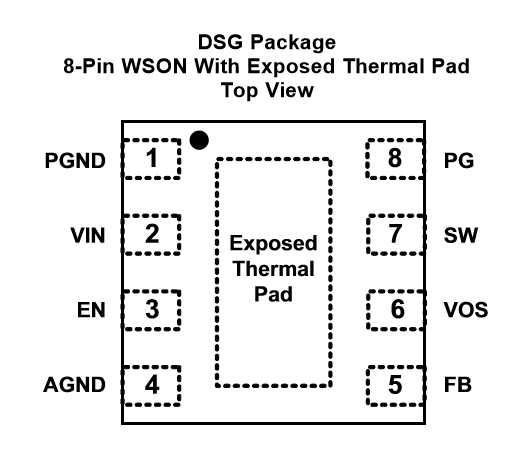 DSG Package
8-Pin WSON With Exposed Thermal Pad
Top View
PGND 1 8 PG
VIN 2 7 SW
Exposed
Thermal
Pad
EN 3 6 VOS
AGND 4 5 FB